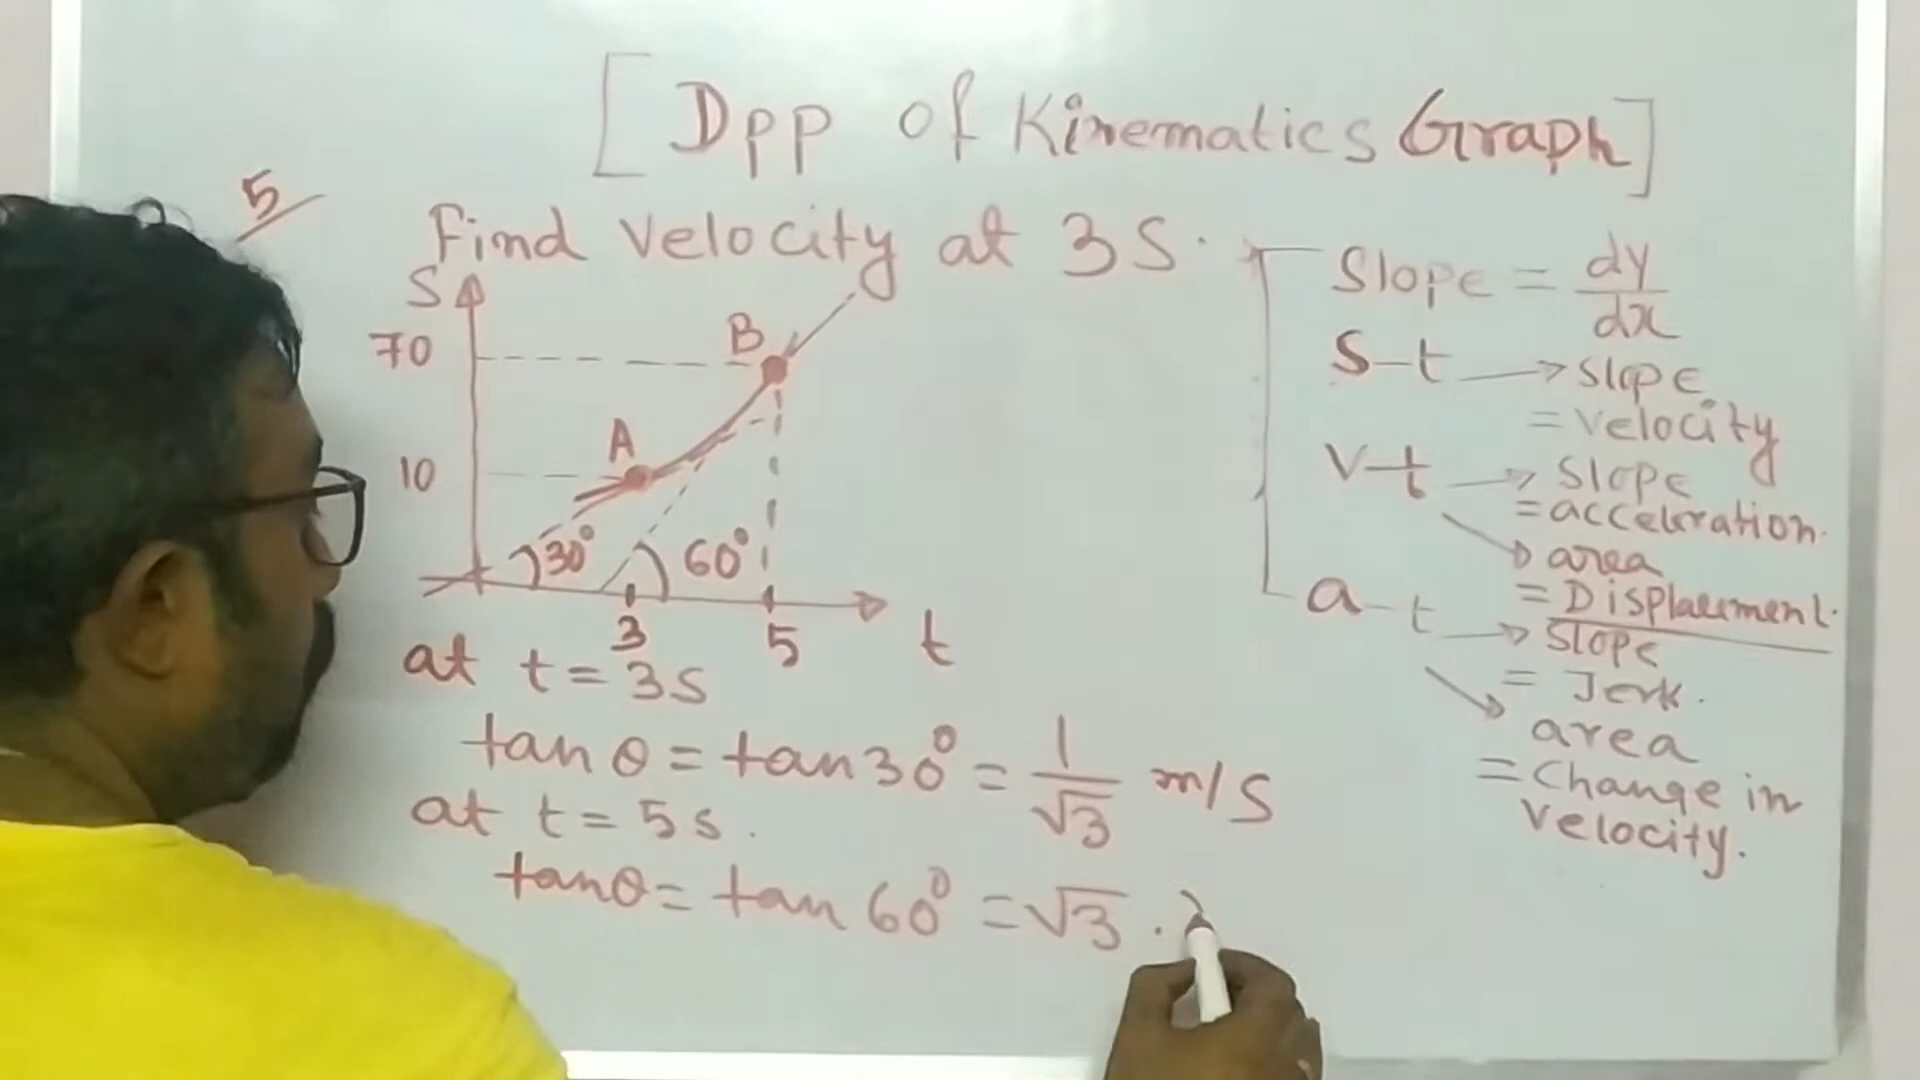 [Dpp of Kinematics Graph]
5
Find Velocity at 3S.
S
70
B
A
10
30°
60°
3
5
t
at t = 3s
tan θ = tan 30° = 1/√3 m/s
at t = 5s.
tanθ = tan 60° = √3.
Slope = dy/dx
S-t → slope
= velocity
v-t → slope
= accelration.
→ area
= Displacement.
a-t → slope
= Jerk.
→ area
= Change in
velocity.